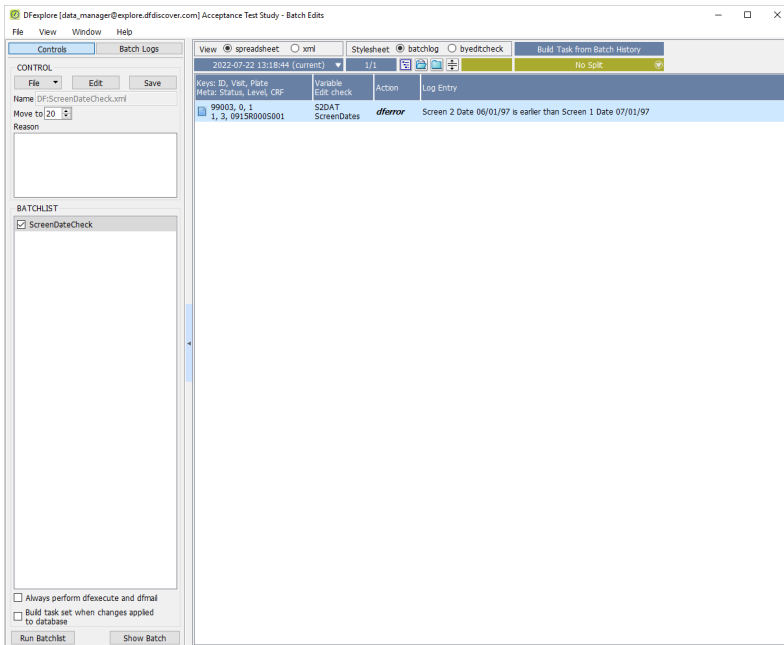 DFexplore [data_manager@explore.dfdiscover.com] Acceptance Test Study - Batch Edits
File View Window Help
Controls Batch Logs
CONTROL
File Edit Save
Name DF:ScreenDateCheck.xml
Move to 20
Reason
BATCHLIST
ScreenDateCheck
Always perform dfexecute and dfmail
Build task set when changes applied
to database
Run Batchlist Show Batch
View spreadsheet xml Stylesheet batchlog byeditcheck Build Task from Batch History
2022-07-22 13:18:44 (current) 1/1 No Split
Keys: ID, Visit, Plate
Meta: Status, Level, CRF
Variable
Edit check
Action
Log Entry
99003, 0, 1
1, 3, 0915R000S001
S2DAT
ScreenDates
dferror
Screen 2 Date 06/01/97 is earlier than Screen 1 Date 07/01/97